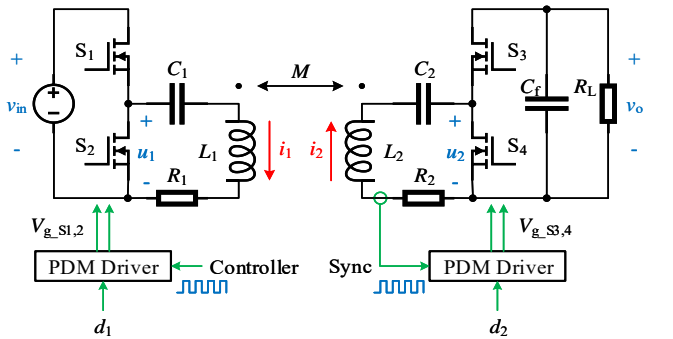 S1
S3
+
C1
M
C2
+
Cf
RL
vin
+
-
S2
+
u1
-
L1
i1
i2
L2
+
u2
-
S4
vo
-
R1
R2
Vg_S1,2
Vg_S3,4
PDM Driver
Controller
Sync
PDM Driver
d1
d2